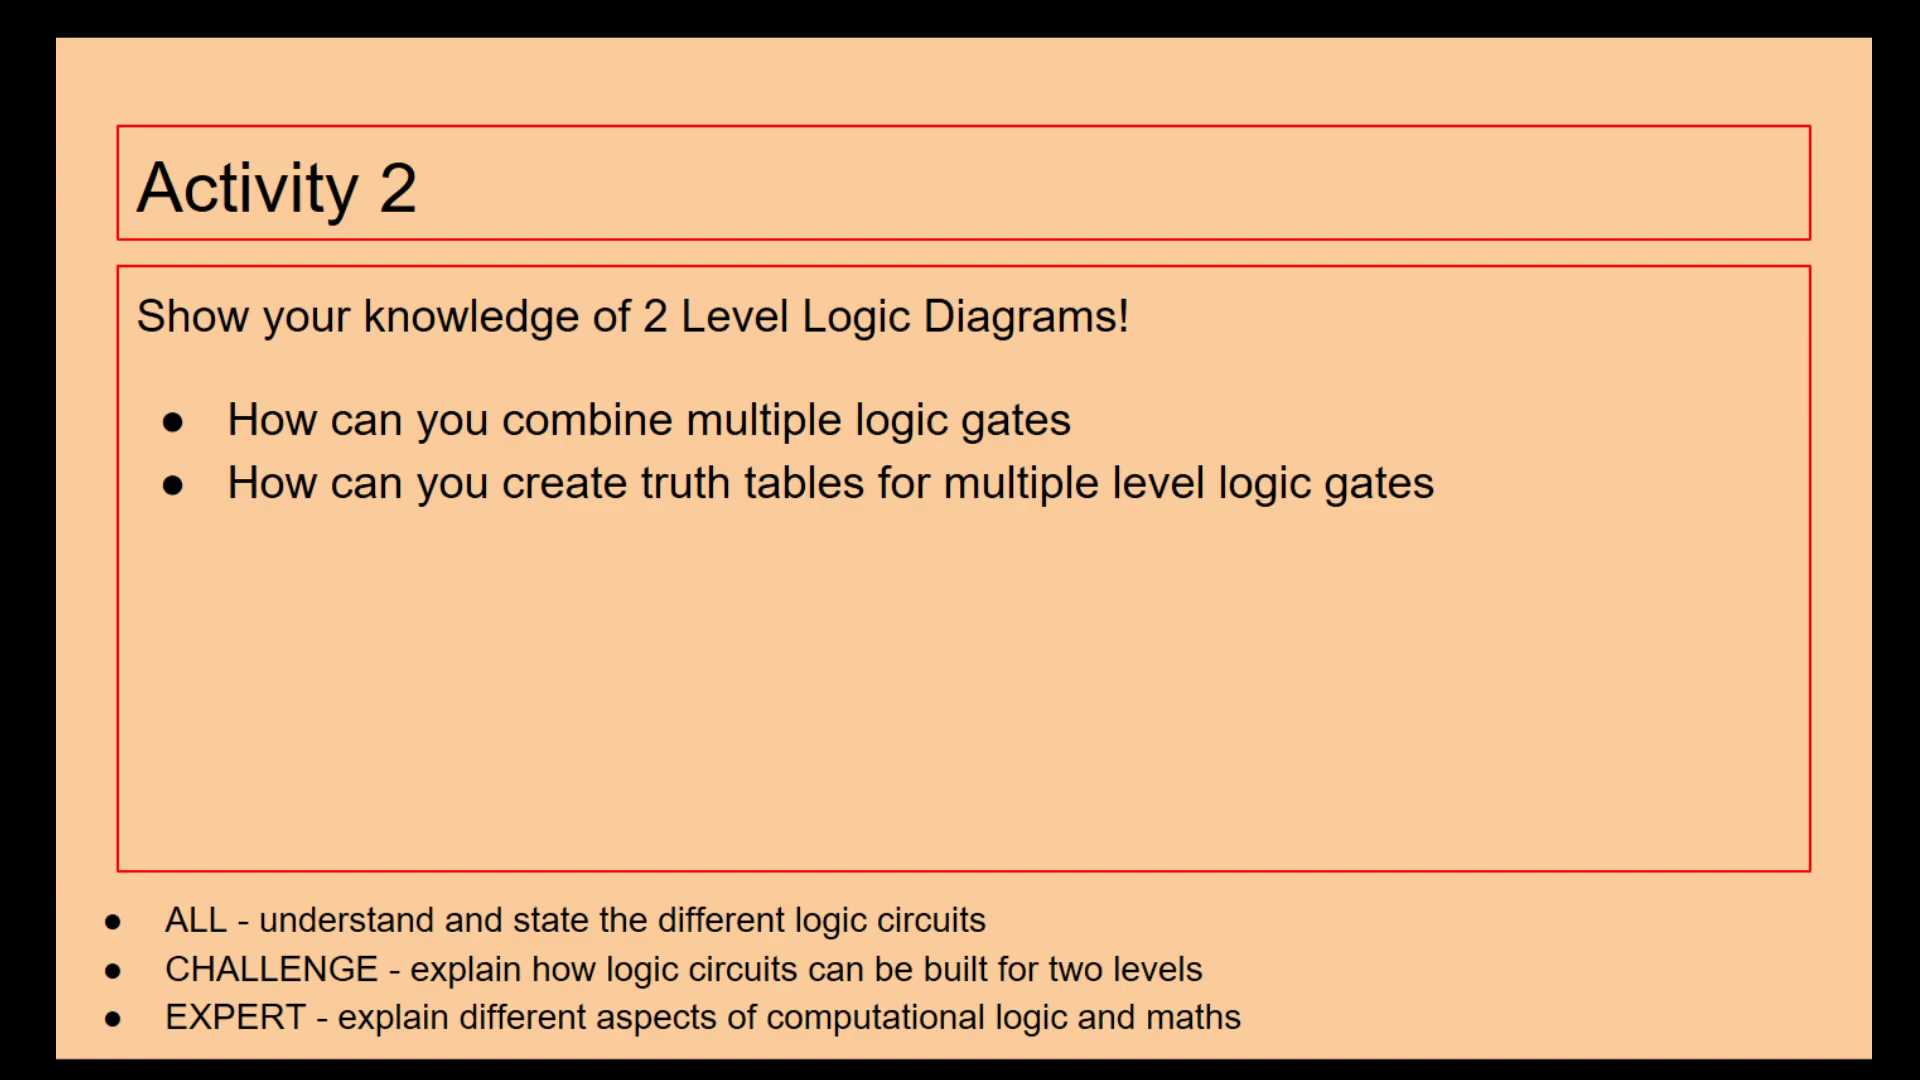 Activity 2
Show your knowledge of 2 Level Logic Diagrams!
● How can you combine multiple logic gates
● How can you create truth tables for multiple level logic gates
● ALL - understand and state the different logic circuits
● CHALLENGE - explain how logic circuits can be built for two levels
● EXPERT - explain different aspects of computational logic and maths